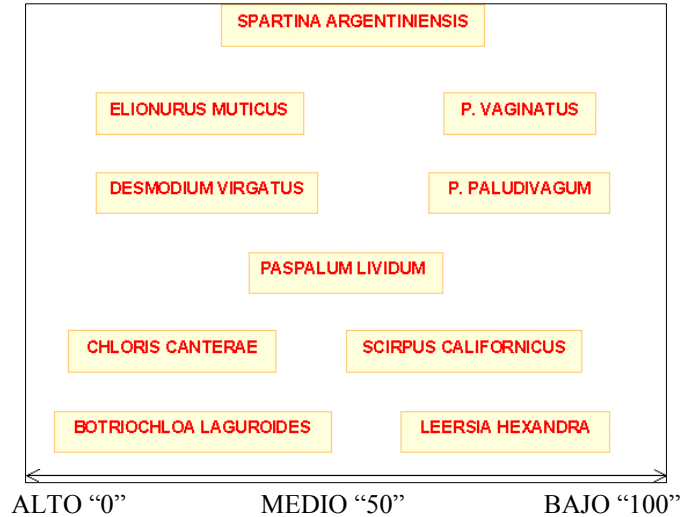 SPARTINA ARGENTINIENSIS
ELIONURUS MUTICUS
P. VAGINATUS
DESMODIUM VIRGATUS
P. PALUDIVAGUM
PASPALUM LIVIDUM
CHLORIS CANTERAE
SCIRPUS CALIFORNICUS
BOTRIOCHLOA LAGUROIDES
LEERSIA HEXANDRA
ALTO “0”
MEDIO “50”
BAJO “100”